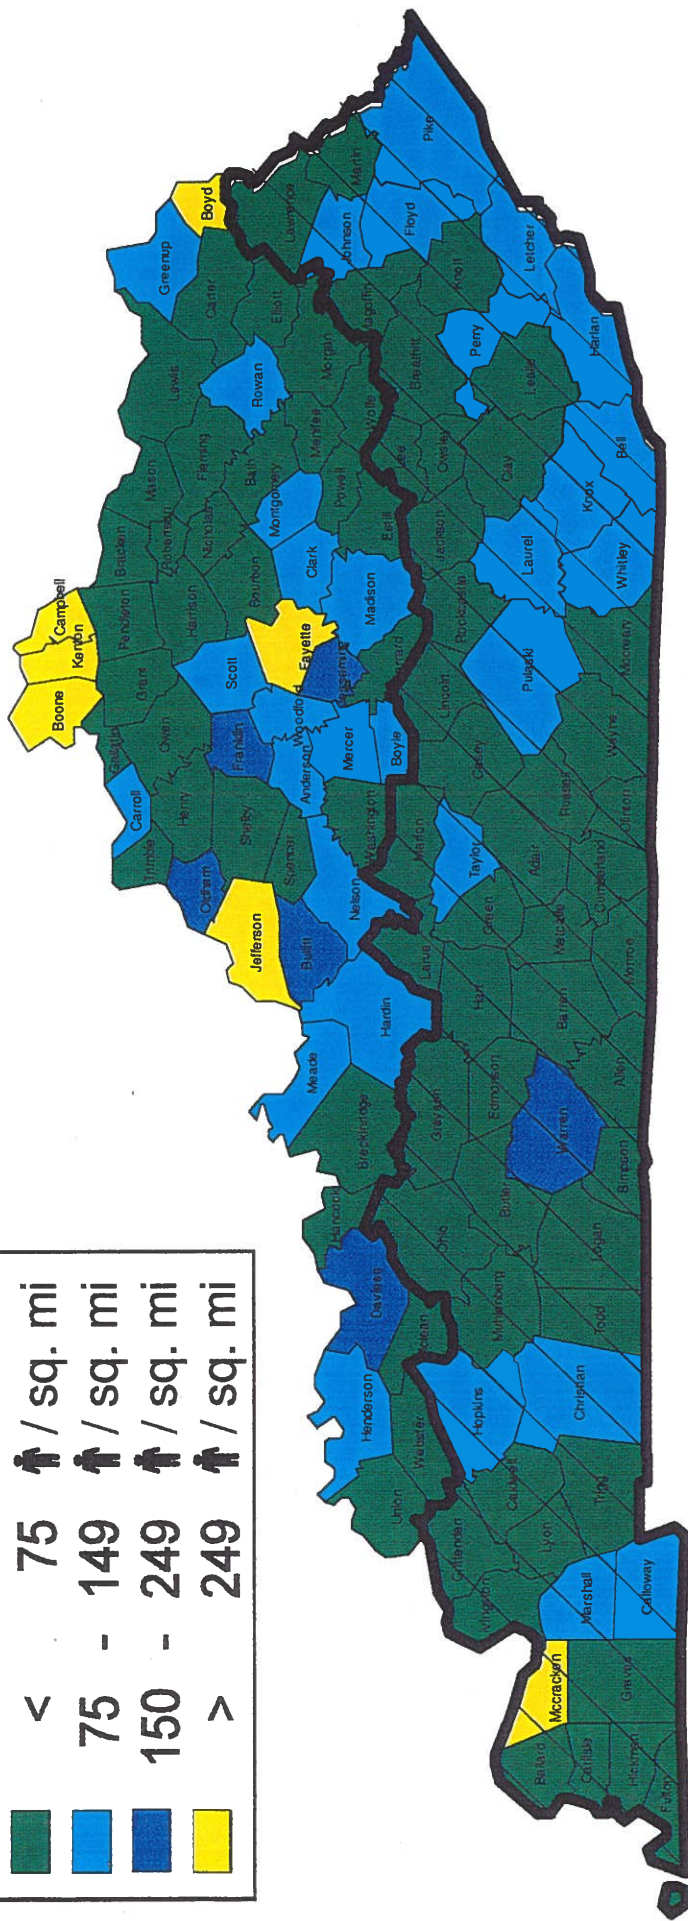 < 75 / sq. mi
75 - 149 / sq. mi
150 - 249 / sq. mi
> 249 / sq. mi
Boone
Kenton
Campbell
Gallatin
Carroll
Trimble
Grant
Pendleton
Bracken
Mason
Lewis
Greenup
Boyd
Owen
Henry
Oldham
Harrison
Robertson
Nicholas
Fleming
Rowan
Carter
Elliott
Lawrence
Jefferson
Shelby
Franklin
Scott
Bourbon
Bath
Montgomery
Menifee
Morgan
Johnson
Martin
Spencer
Bullitt
Anderson
Woodford
Fayette
Clark
Powell
Wolfe
Magoffin
Floyd
Pike
Meade
Hardin
Nelson
Washington
Mercer
Boyle
Madison
Estill
Lee
Breathitt
Knott
Letcher
Hancock
Breckinridge
Larue
Marion
Lincoln
Garrard
Rockcastle
Jackson
Owsley
Perry
Leslie
Harlan
Henderson
Daviess
Ohio
Grayson
Hart
Green
Taylor
Casey
Pulaski
Laurel
Clay
Knox
Bell
Union
Webster
Mclean
Muhlenberg
Butler
Edmonson
Barren
Metcalfe
Adair
Russell
Wayne
Mccreary
Whitley
Crittenden
Livingston
Hopkins
Caldwell
Lyon
Christian
Todd
Logan
Warren
Simpson
Allen
Monroe
Cumberland
Clinton
Ballard
Mccracken
Carlisle
Hickman
Fulton
Graves
Marshall
Calloway
Trigg